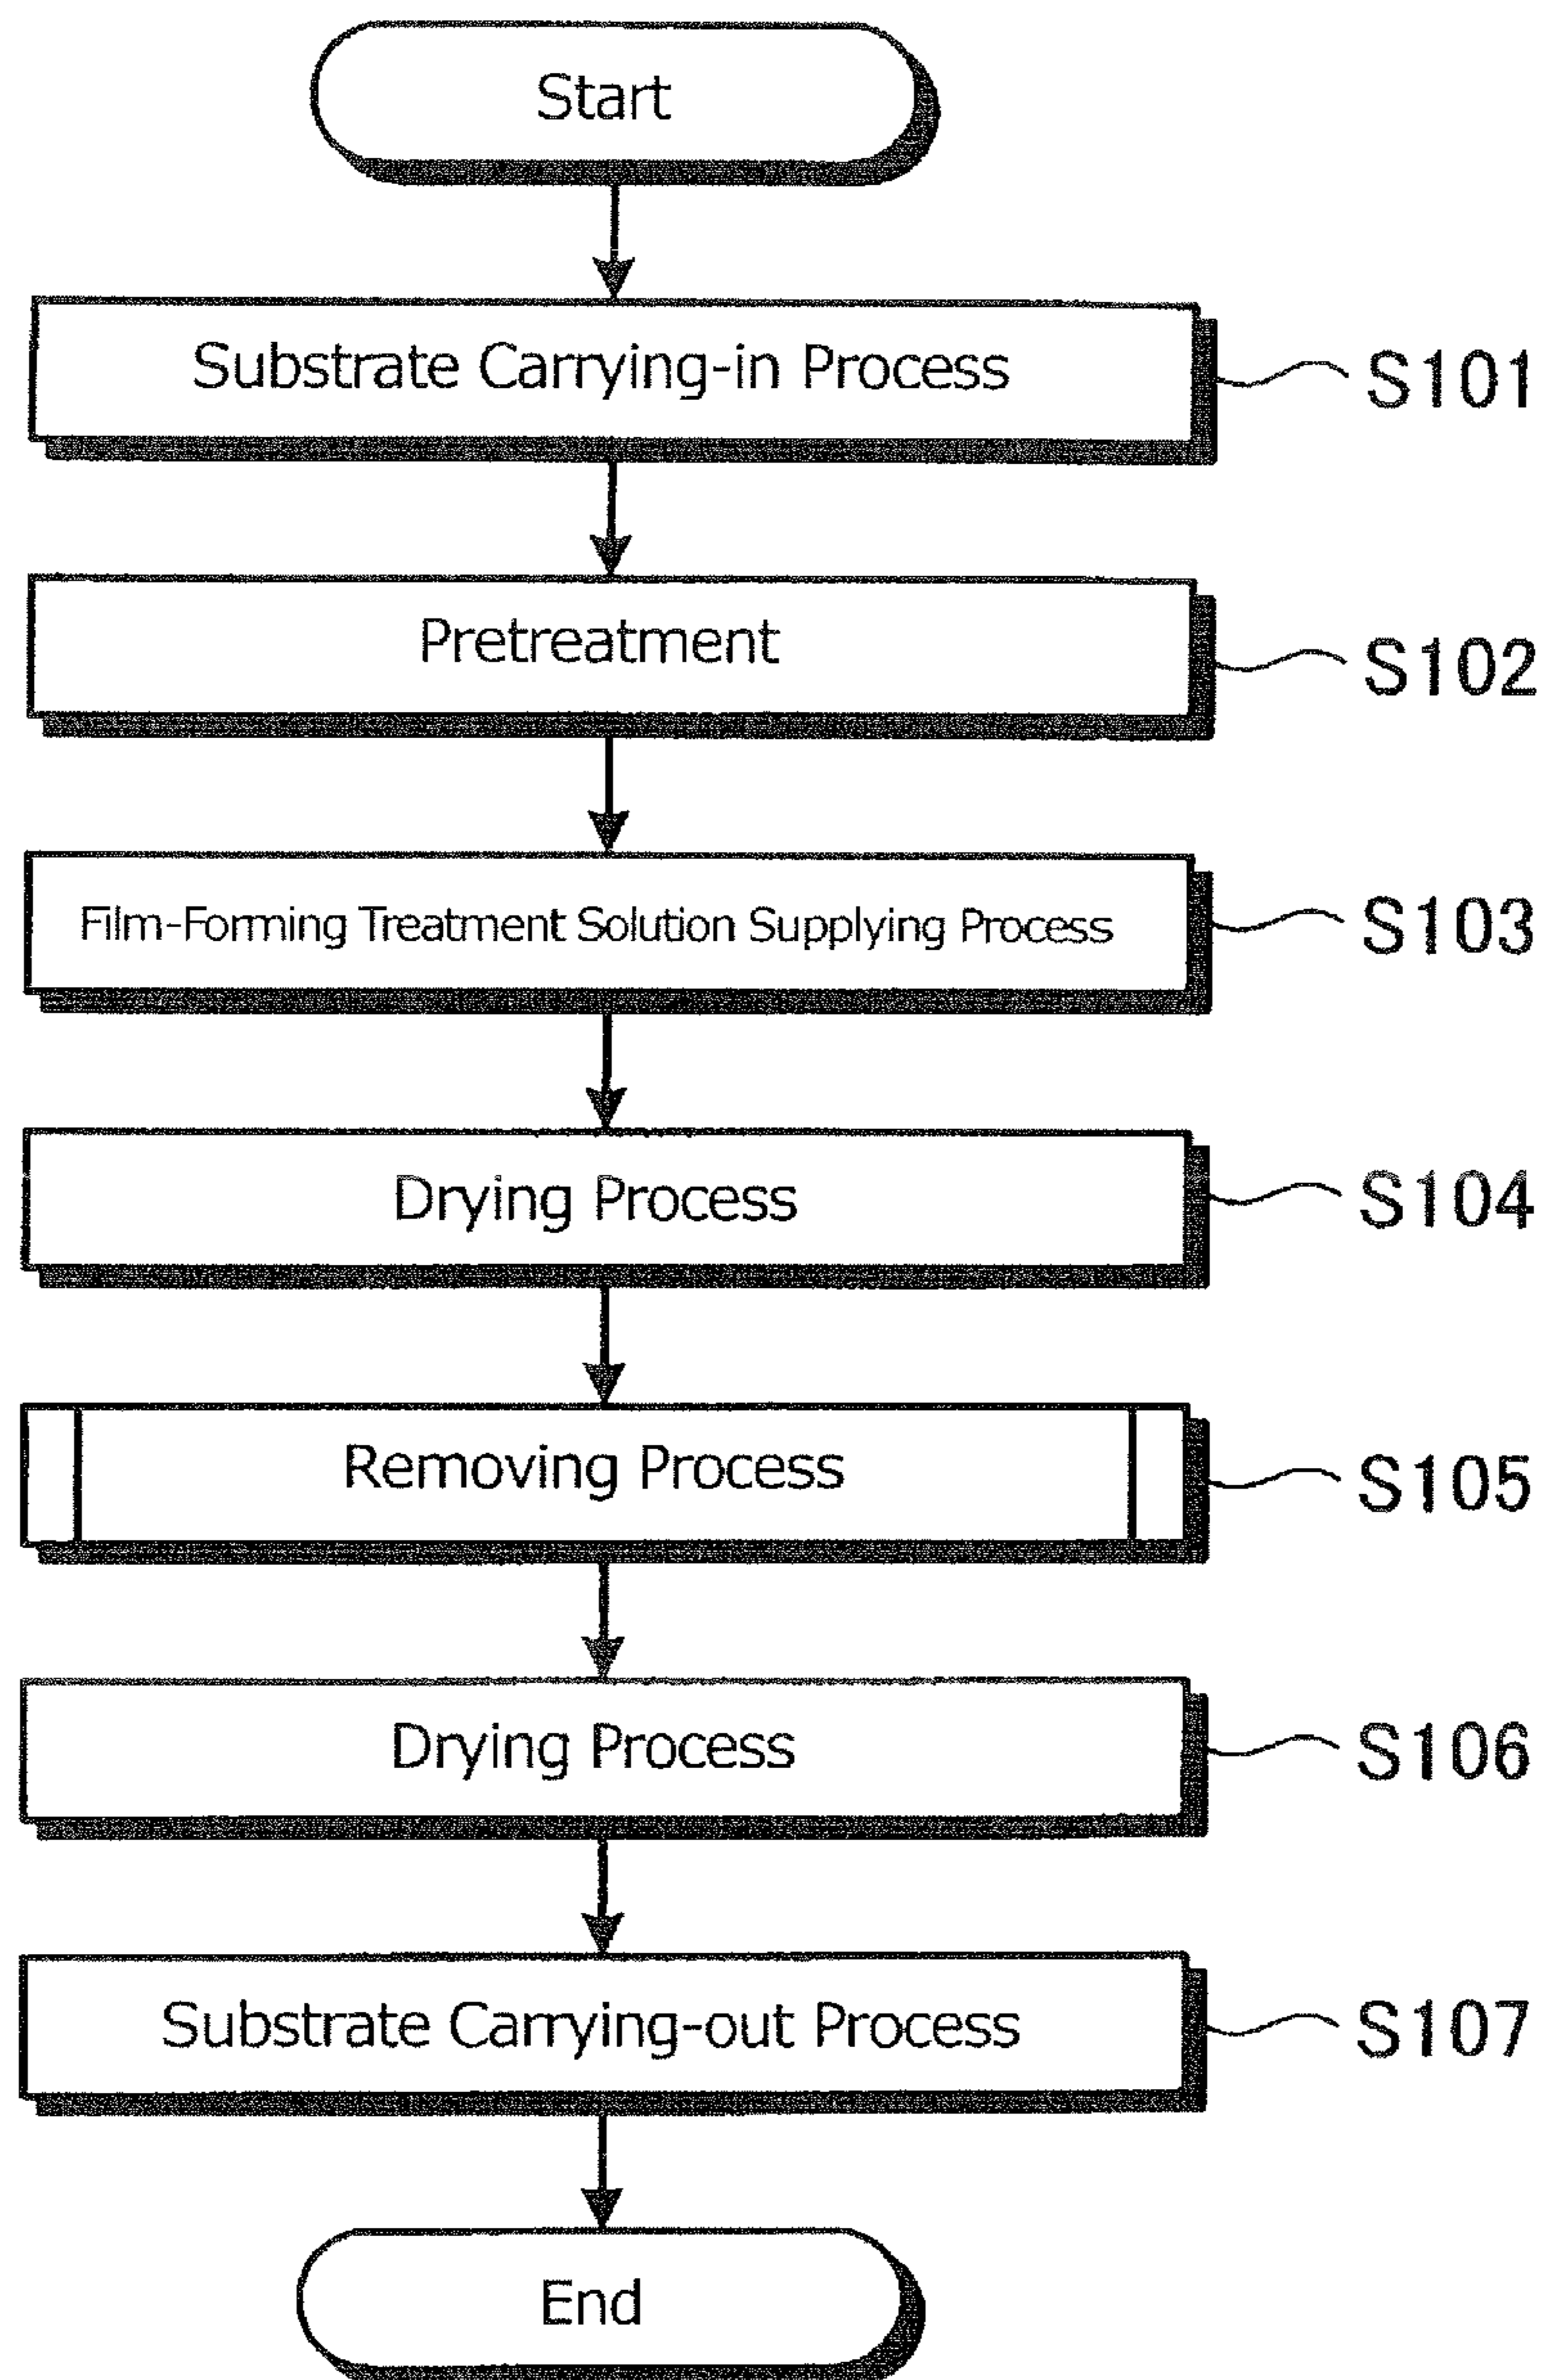 Start
Substrate Carrying-in Process
S101
Pretreatment
S102
Film-Forming Treatment Solution Supplying Process
S103
Drying Process
S104
Removing Process
S105
Drying Process
S106
Substrate Carrying-out Process
S107
End